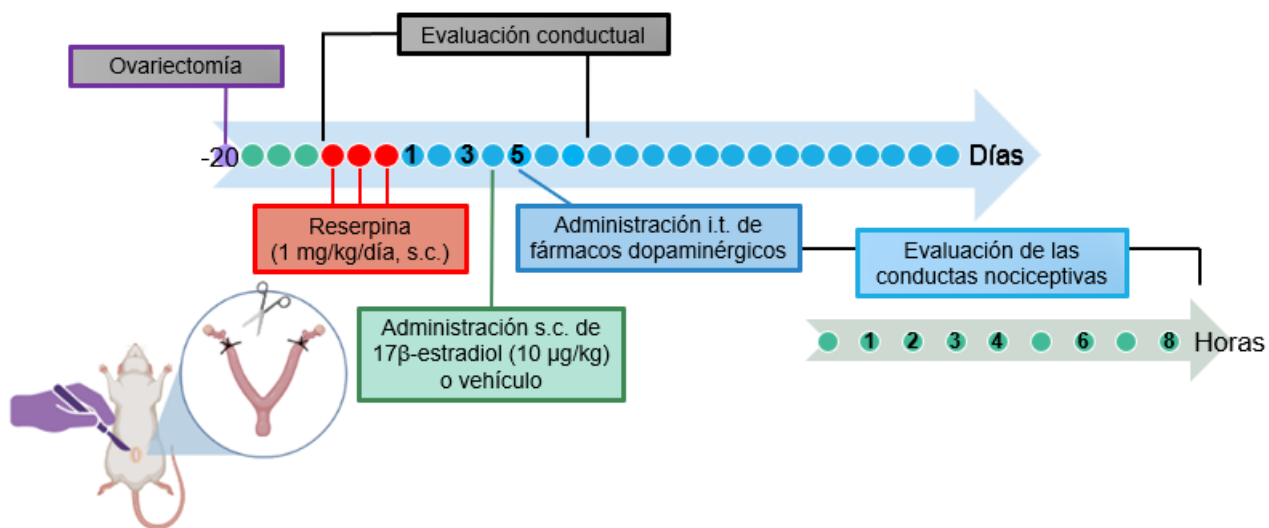 Evaluación conductual
Ovariectomía
-20
1
3
5
Días
Reserpina
(1 mg/kg/día, s.c.)
Administración i.t. de
fármacos dopaminérgicos
Evaluación de las
conductas nociceptivas
Administración s.c. de
17β-estradiol (10 µg/kg)
o vehículo
1
2
3
4
6
8
Horas